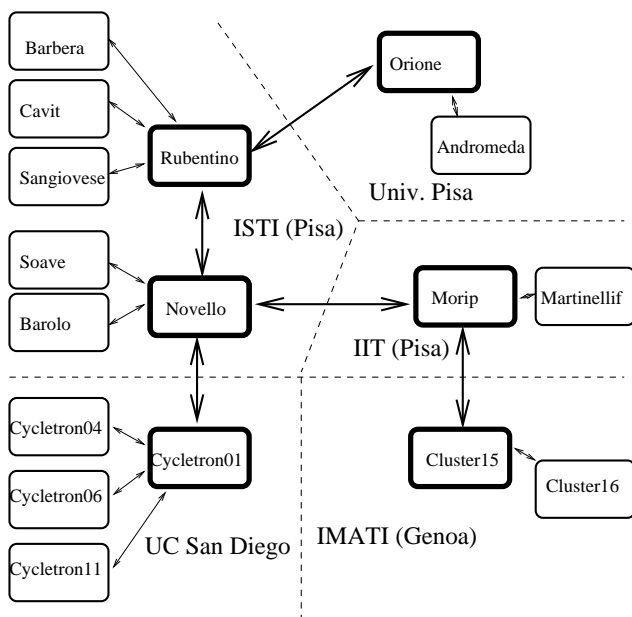 Barbera
Orione
Cavit
Andromeda
Rubentino
Sangiovese
Univ. Pisa
ISTI (Pisa)
Soave
Novello
Morip
Martinellif
Barolo
IIT (Pisa)
Cycletron04
Cycletron01
Cluster15
Cluster16
Cycletron06
UC San Diego
IMATI (Genoa)
Cycletron11